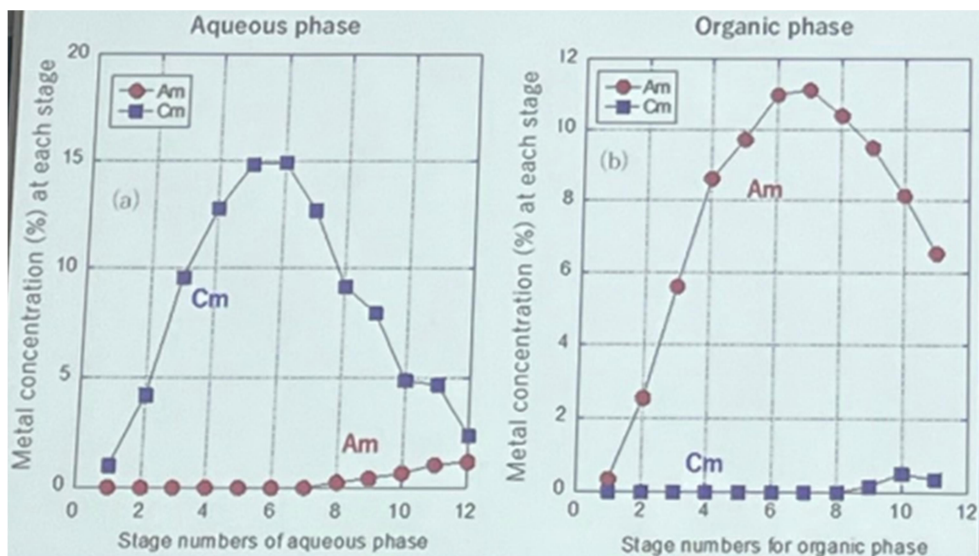 Aqueous phase
Metal concentration (%) at each stage
20
15
10
5
0
Am
Cm
(a)
Cm
Am
0 2 4 6 8 10 12
Stage numbers of aqueous phase
Organic phase
Metal concentration (%) at each stage
12
10
8
6
4
2
0
Am
Cm
(b)
Am
Cm
0 2 4 6 8 10 12
Stage numbers for organic phase